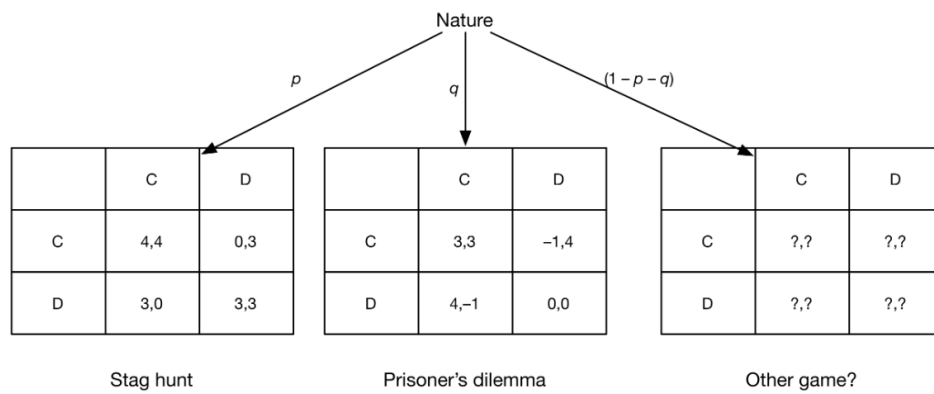 Nature
p
q
(1 – p – q)
C D
C 4,4 0,3
D 3,0 3,3
C D
C 3,3 –1,4
D 4,–1 0,0
C D
C ?,? ?,?
D ?,? ?,?
Stag hunt
Prisoner's dilemma
Other game?